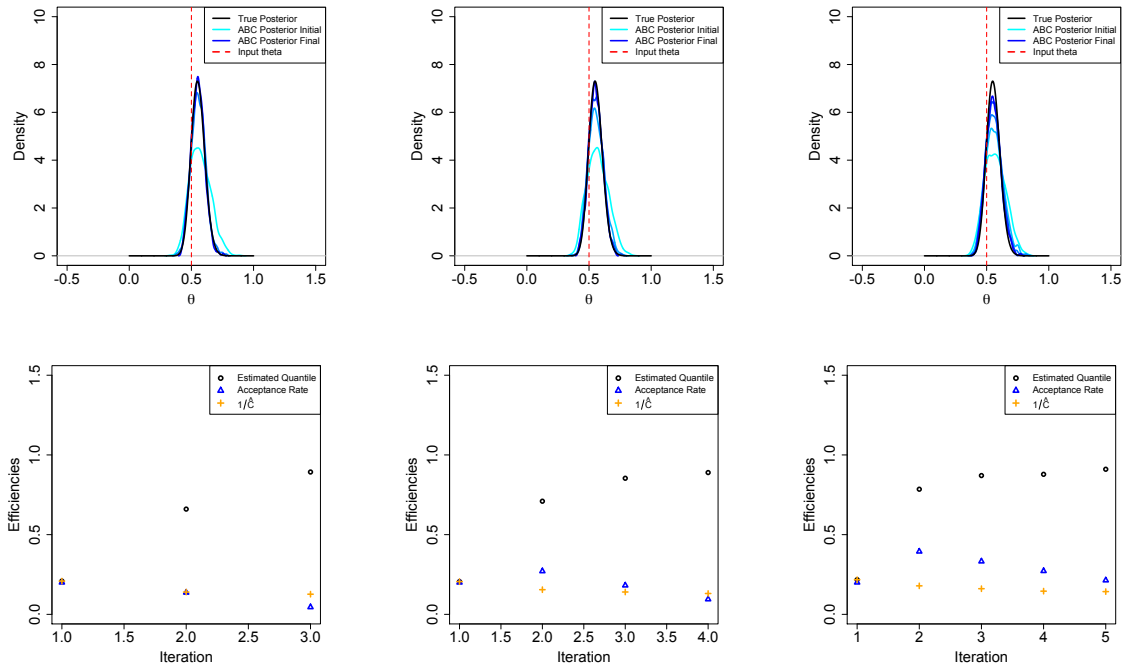 True Posterior
ABC Posterior Initial
ABC Posterior Final
Input theta
Density
0 2 4 6 8 10
-0.5 0.0 0.5 1.0 1.5
θ
True Posterior
ABC Posterior Initial
ABC Posterior Final
Input theta
Density
0 2 4 6 8 10
-0.5 0.0 0.5 1.0 1.5
θ
True Posterior
ABC Posterior Initial
ABC Posterior Final
Input theta
Density
0 2 4 6 8 10
-0.5 0.0 0.5 1.0 1.5
θ
Estimated Quantile
Acceptance Rate
1/Ĉ
Efficiencies
0.0 0.5 1.0 1.5
1.0 1.5 2.0 2.5 3.0
Iteration
Estimated Quantile
Acceptance Rate
1/Ĉ
Efficiencies
0.0 0.5 1.0 1.5
1.0 1.5 2.0 2.5 3.0 3.5 4.0
Iteration
Estimated Quantile
Acceptance Rate
1/Ĉ
Efficiencies
0.0 0.5 1.0 1.5
1 2 3 4 5
Iteration